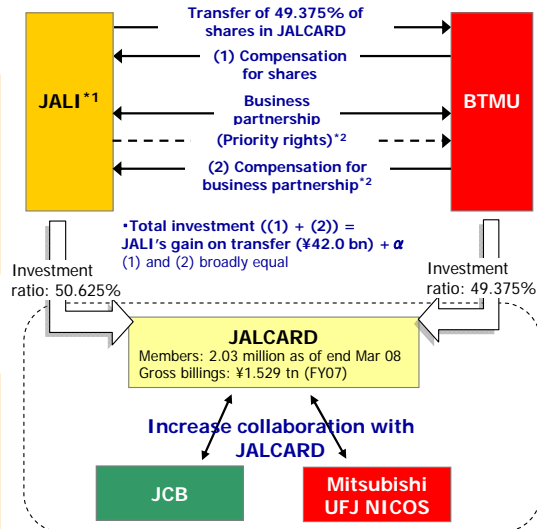 Transfer of 49.375% of
shares in JALCARD
(1) Compensation
for shares
JALI*1
BTMU
Business
partnership
(Priority rights)*2
(2) Compensation for
business partnership*2
•Total investment ((1) + (2)) =
JALI's gain on transfer (¥42.0 bn) + α
(1) and (2) broadly equal
Investment
ratio: 50.625%
Investment
ratio: 49.375%
JALCARD
Members: 2.03 million as of end Mar 08
Gross billings: ¥1.529 tn (FY07)
Increase collaboration with
JALCARD
JCB
Mitsubishi
UFJ NICOS